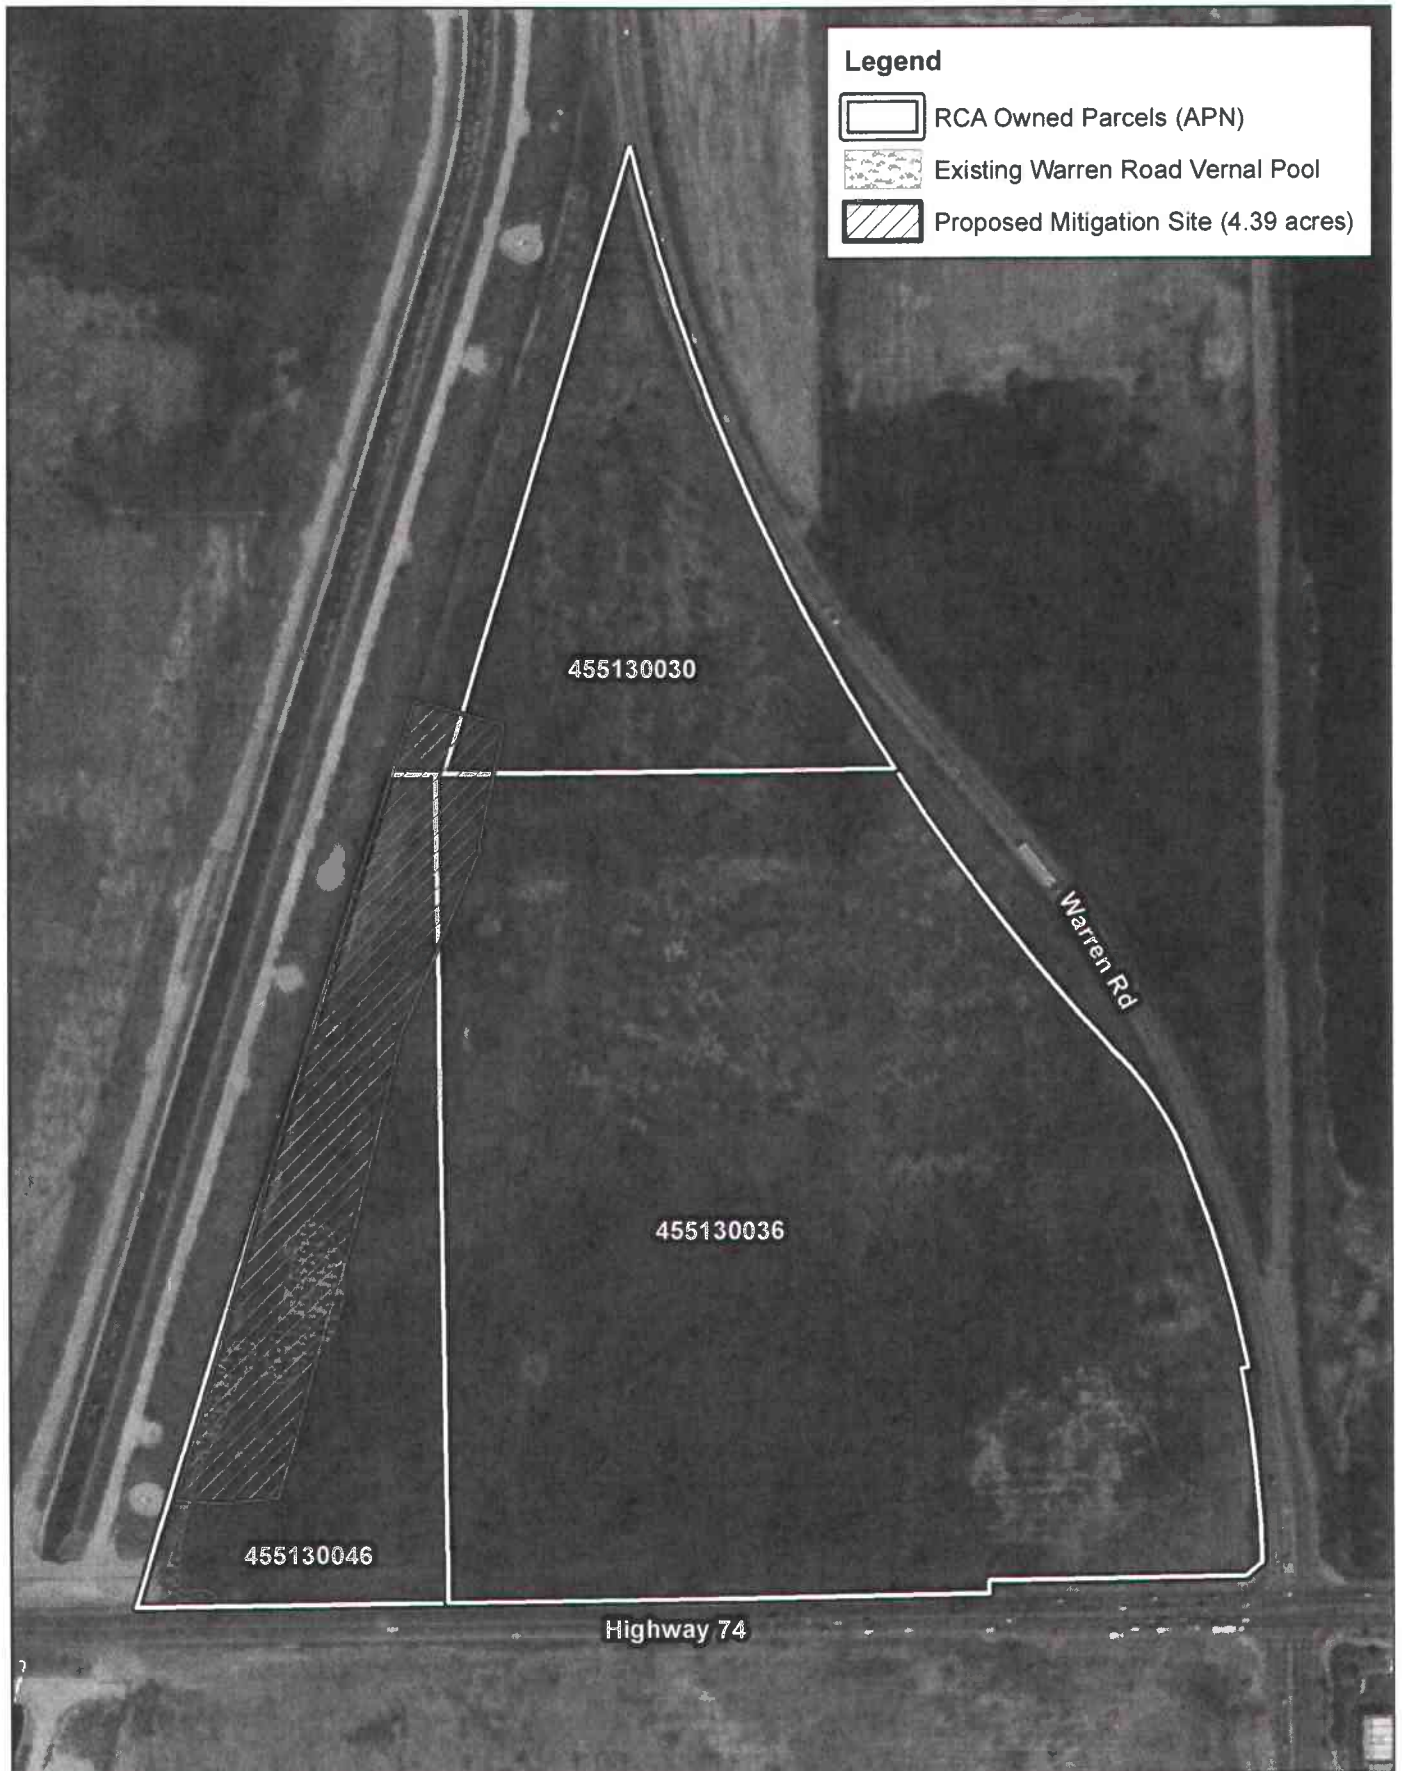 Legend
RCA Owned Parcels (APN)
Existing Warren Road Vernal Pool
Proposed Mitigation Site (4.39 acres)
455130030
Warren Rd
455130036
455130046
Highway 74